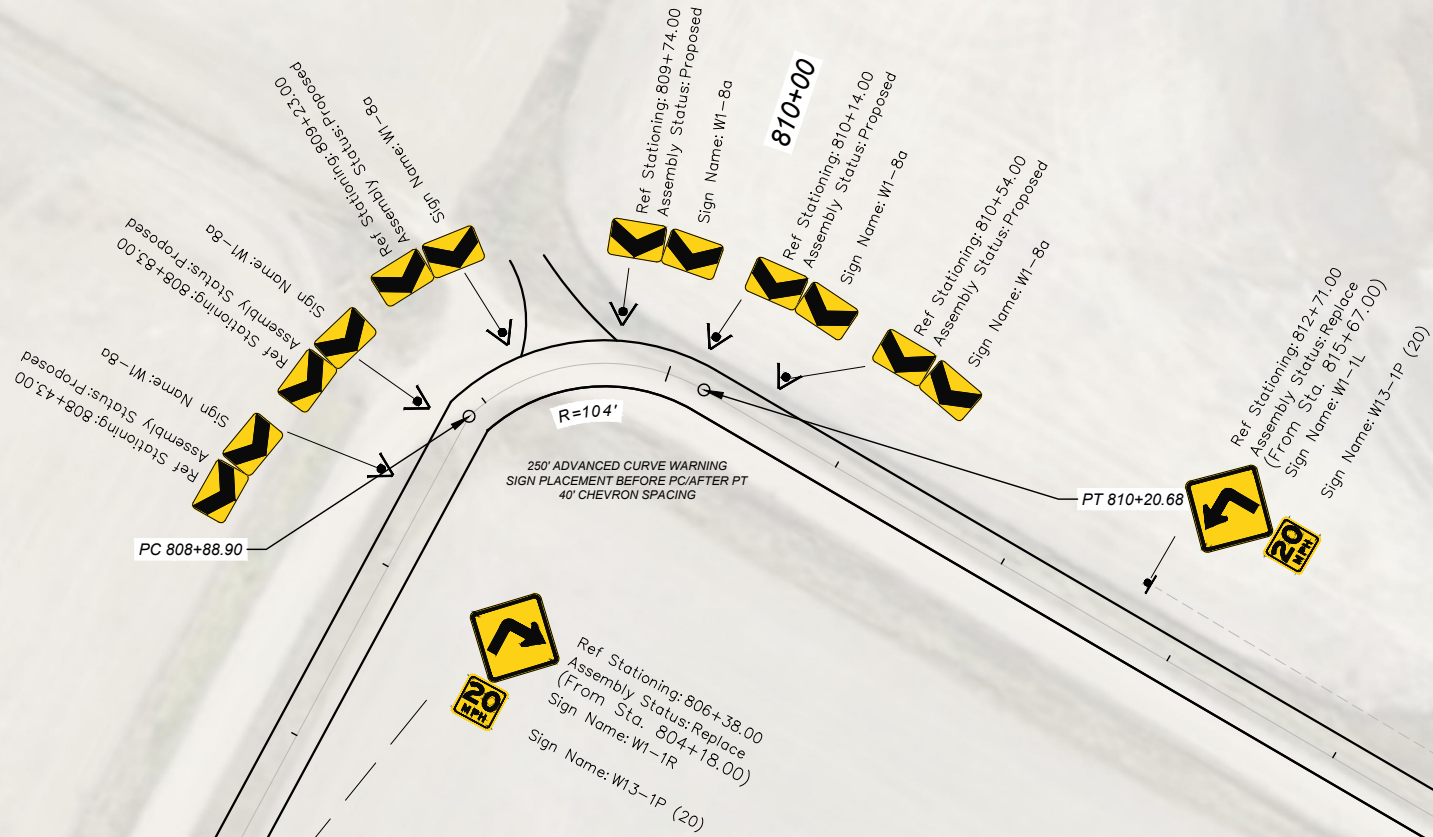 Ref Stationing: 808+43.00
Assembly Status: Proposed
Sign Name: W1-8a
Ref Stationing: 808+83.00
Assembly Status: Proposed
Sign Name: W1-8a
Ref Stationing: 809+23.00
Assembly Status: Proposed
Sign Name: W1-8a
Ref Stationing: 809+74.00
Assembly Status: Proposed
Sign Name: W1-8a
810+00
Ref Stationing: 810+14.00
Assembly Status: Proposed
Sign Name: W1-8a
Ref Stationing: 810+54.00
Assembly Status: Proposed
Sign Name: W1-8a
Ref Stationing: 812+71.00
Assembly Status: Replace
(From Sta. 815+67.00)
Sign Name: W1-1L
Sign Name: W13-1P (20)
20
MPH
R=104'
250' ADVANCED CURVE WARNING
SIGN PLACEMENT BEFORE PC/AFTER PT
40' CHEVRON SPACING
PT 810+20.68
PC 808+88.90
20
MPH
Ref Stationing: 806+38.00
Assembly Status: Replace
(From Sta. 804+18.00)
Sign Name: W1-1R
Sign Name: W13-1P (20)